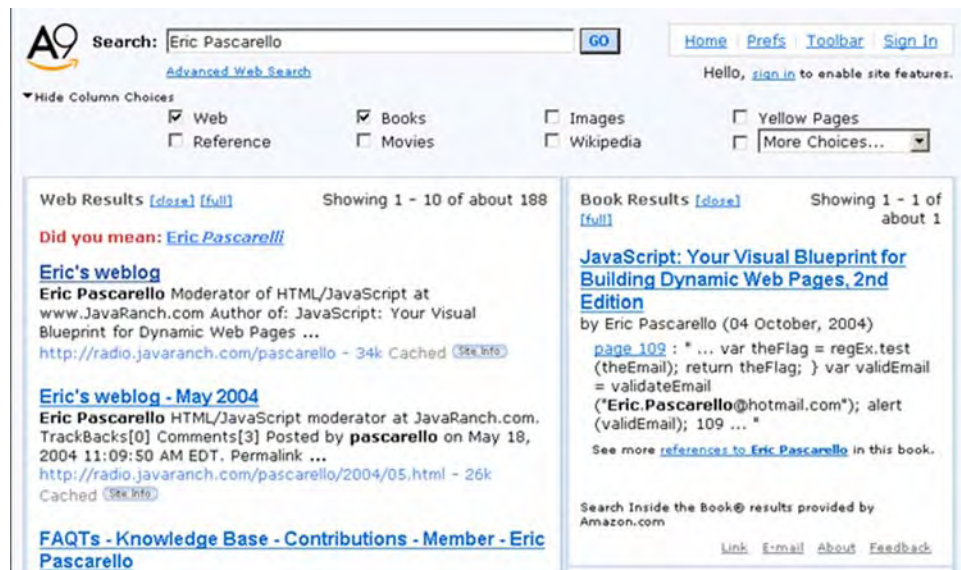 A9 Search: Eric Pascarello GO Home Prefs Toolbar Sign In
Advanced Web Search Hello, sign in to enable site features.
Hide Column Choices
Web Books Images Yellow Pages
Reference Movies Wikipedia More Choices...
Web Results [close] [full] Showing 1 - 10 of about 188
Did you mean: Eric Pascarelli
Eric's weblog
Eric Pascarello Moderator of HTML/JavaScript at
www.JavaRanch.com Author of: JavaScript: Your Visual
Blueprint for Dynamic Web Pages ...
http://radio.javaranch.com/pascarello - 34k Cached Site Info
Eric's weblog - May 2004
Eric Pascarello HTML/JavaScript moderator at JavaRanch.com.
TrackBacks[0] Comments[3] Posted by pascarello on May 18,
2004 11:09:50 AM EDT. Permalink ...
http://radio.javaranch.com/pascarello/2004/05.html - 26k
Cached Site Info
FAQTs - Knowledge Base - Contributions - Member - Eric
Pascarello
Book Results [close] Showing 1 - 1 of
[full] about 1
JavaScript: Your Visual Blueprint for
Building Dynamic Web Pages, 2nd
Edition
by Eric Pascarello (04 October, 2004)
page 109 : " ... var theFlag = regEx.test
(theEmail); return theFlag; } var validEmail
= validateEmail
("Eric.Pascarello@hotmail.com"); alert
(validEmail); 109 ... "
See more references to Eric Pascarello in this book.
Search Inside the Book® results provided by
Amazon.com
Link E-mail About Feedback